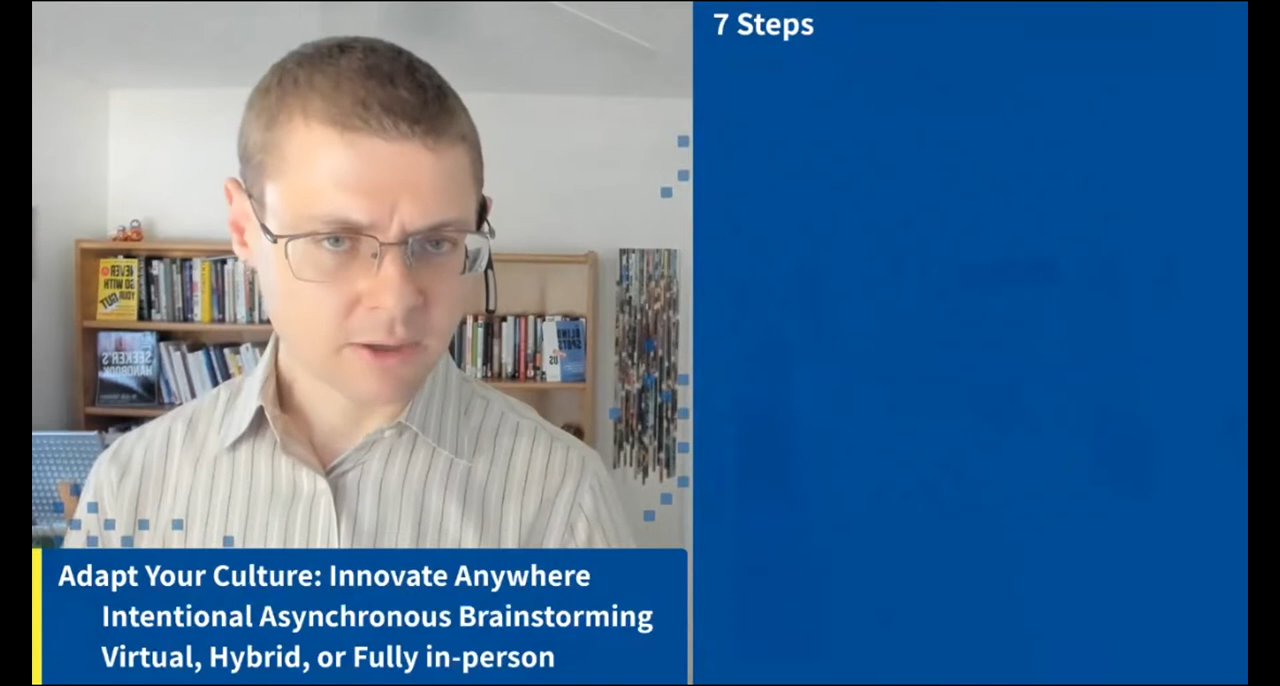 7 Steps
NEVER
GO WITH
YOUR GUT
SEEKER'S
HANDBOOK
BLIND
SPOTS
US
Adapt Your Culture: Innovate Anywhere
Intentional Asynchronous Brainstorming
Virtual, Hybrid, or Fully in-person